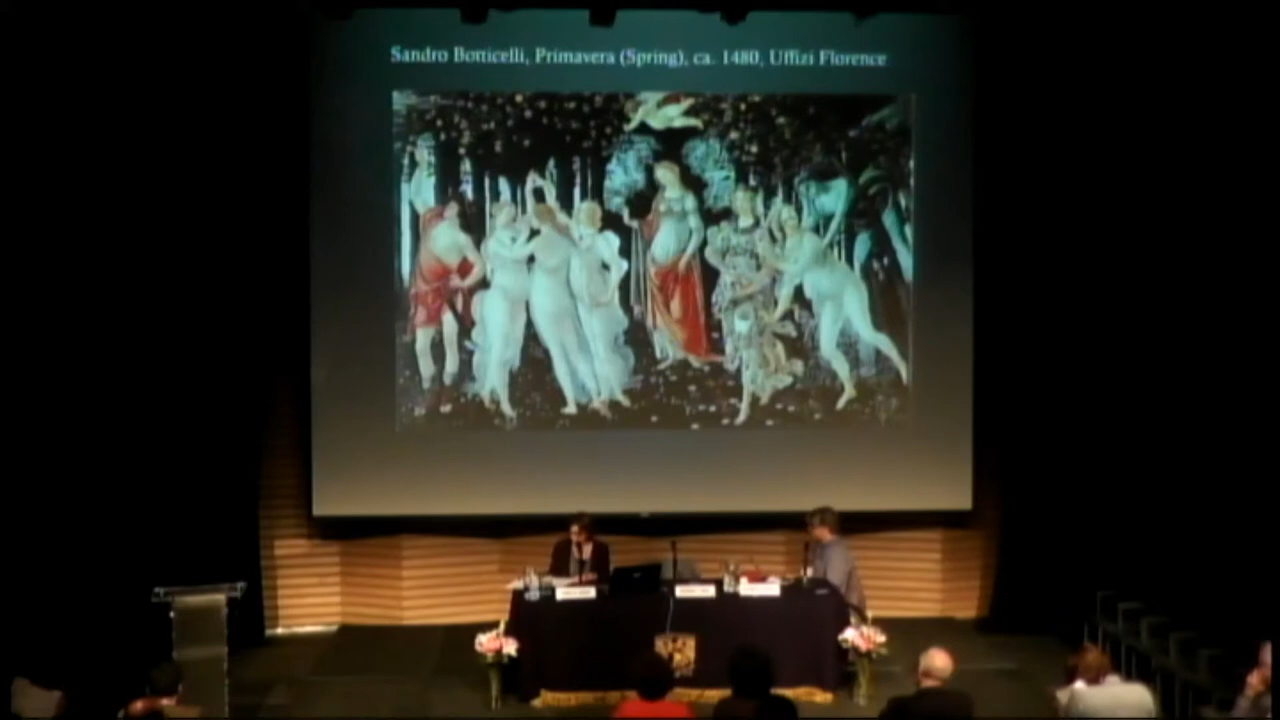 Sandro Botticelli, Primavera (Spring), ca. 1480, Uffizi Florence